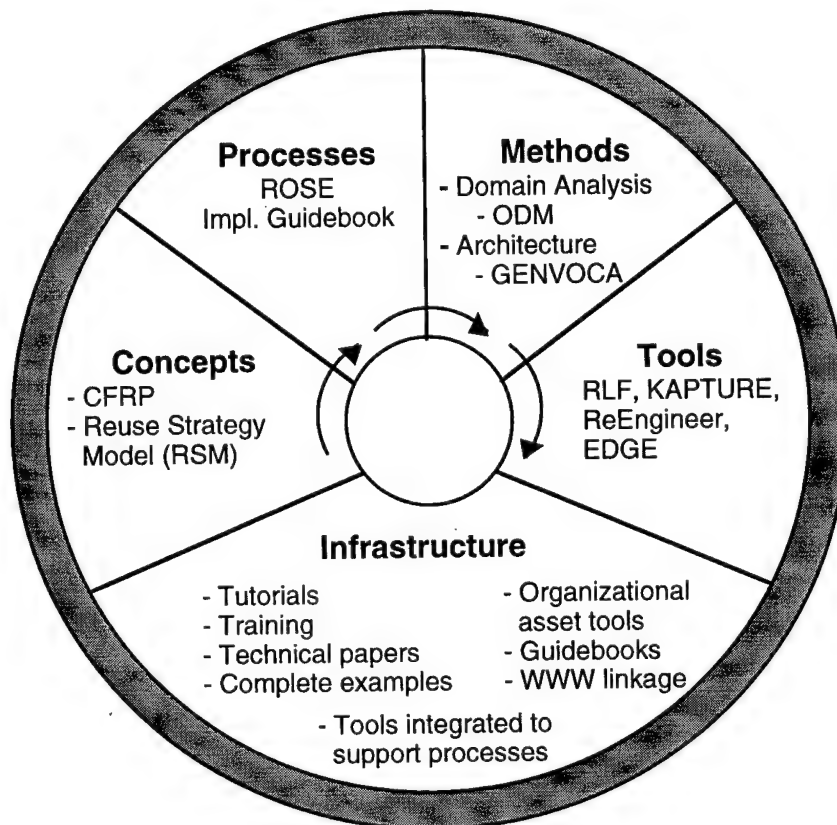 Processes
ROSE
Impl. Guidebook
Methods
- Domain Analysis
- ODM
- Architecture
- GENVOCA
Concepts
- CFRP
- Reuse Strategy
Model (RSM)
Tools
RLF, KAPTURE,
ReEngineer,
EDGE
Infrastructure
- Tutorials
- Training
- Technical papers
- Complete examples
- Organizational
asset tools
- Guidebooks
- WWW linkage
- Tools integrated to
support processes